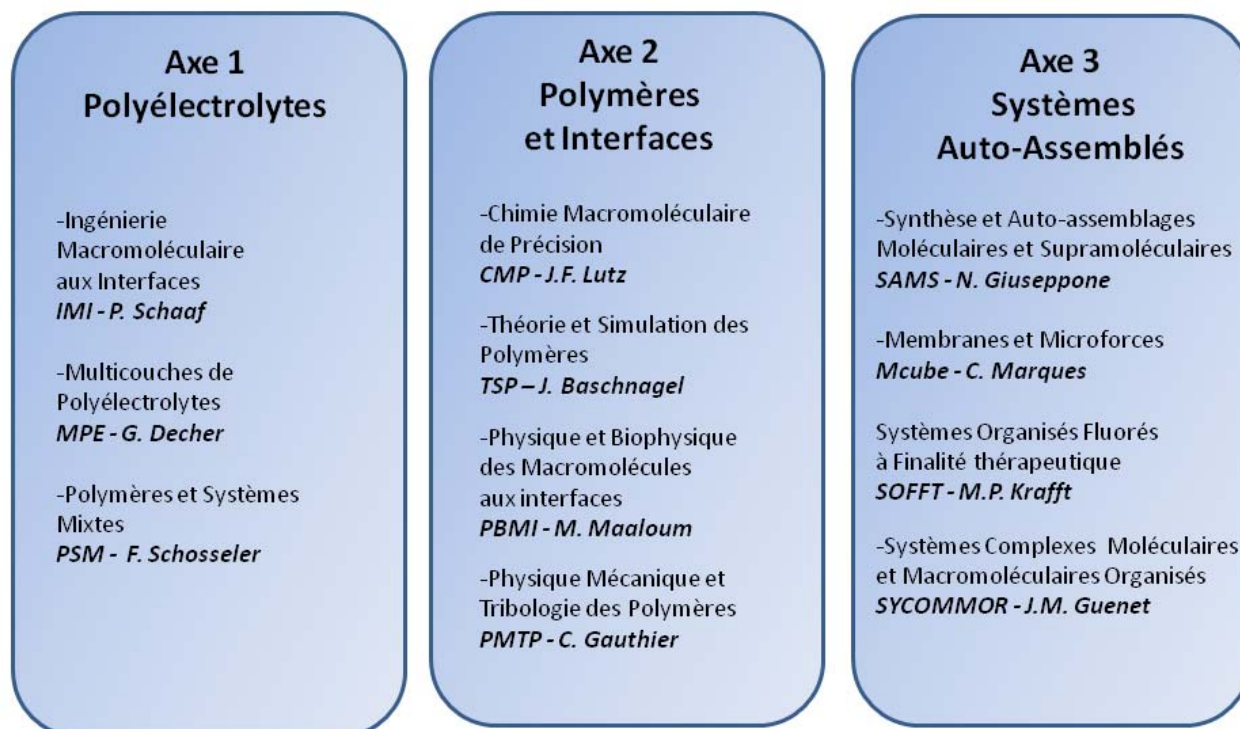 Axe 1
Polyélectrolytes
-Ingénierie
Macromoléculaire
aux Interfaces
IMI - P. Schaaf
-Multicouches de
Polyélectrolytes
MPE - G. Decher
-Polymères et Systèmes
Mixtes
PSM - F. Schosseler
Axe 2
Polymères
et Interfaces
-Chimie Macromoléculaire
de Précision
CMP - J.F. Lutz
-Théorie et Simulation des
Polymères
TSP – J. Baschnagel
-Physique et Biophysique
des Macromolécules
aux interfaces
PBMI - M. Maaloum
-Physique Mécanique et
Tribologie des Polymères
PMTP - C. Gauthier
Axe 3
Systèmes
Auto-Assemblés
-Synthèse et Auto-assemblages
Moléculaires et Supramoléculaires
SAMS - N. Giuseppone
-Membranes et Microforces
Mcube - C. Marques
Systèmes Organisés Fluorés
à Finalité thérapeutique
SOFFT - M.P. Krafft
-Systèmes Complexes Moléculaires
et Macromoléculaires Organisés
SYCOMMOR - J.M. Guenet